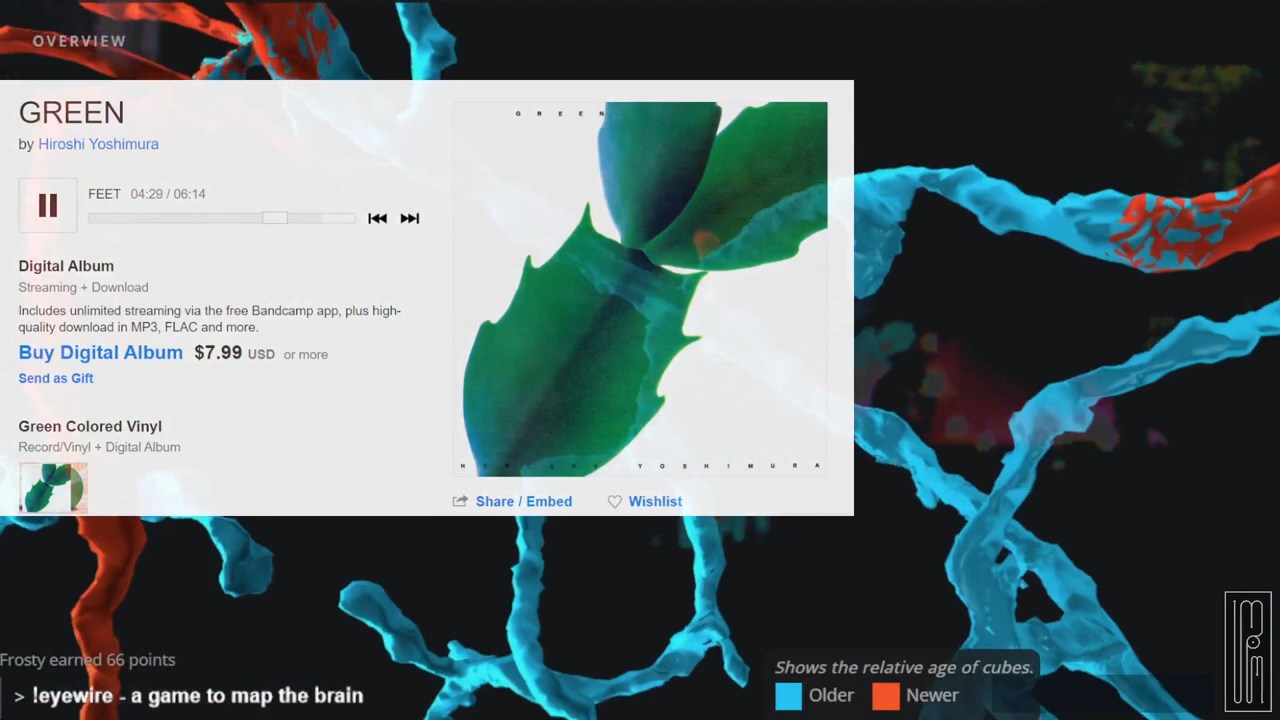 OVERVIEW
GREEN
by Hiroshi Yoshimura
FEET 04:29 / 06:14
Digital Album
Streaming + Download
Includes unlimited streaming via the free Bandcamp app, plus high-
quality download in MP3, FLAC and more.
Buy Digital Album $7.99 USD or more
Send as Gift
Green Colored Vinyl
Record/Vinyl + Digital Album
G R E E N
H I R O S H I Y O S H I M U R A
Share / Embed Wishlist
Frosty earned 66 points
> !eyewire - a game to map the brain
Shows the relative age of cubes.
Older Newer